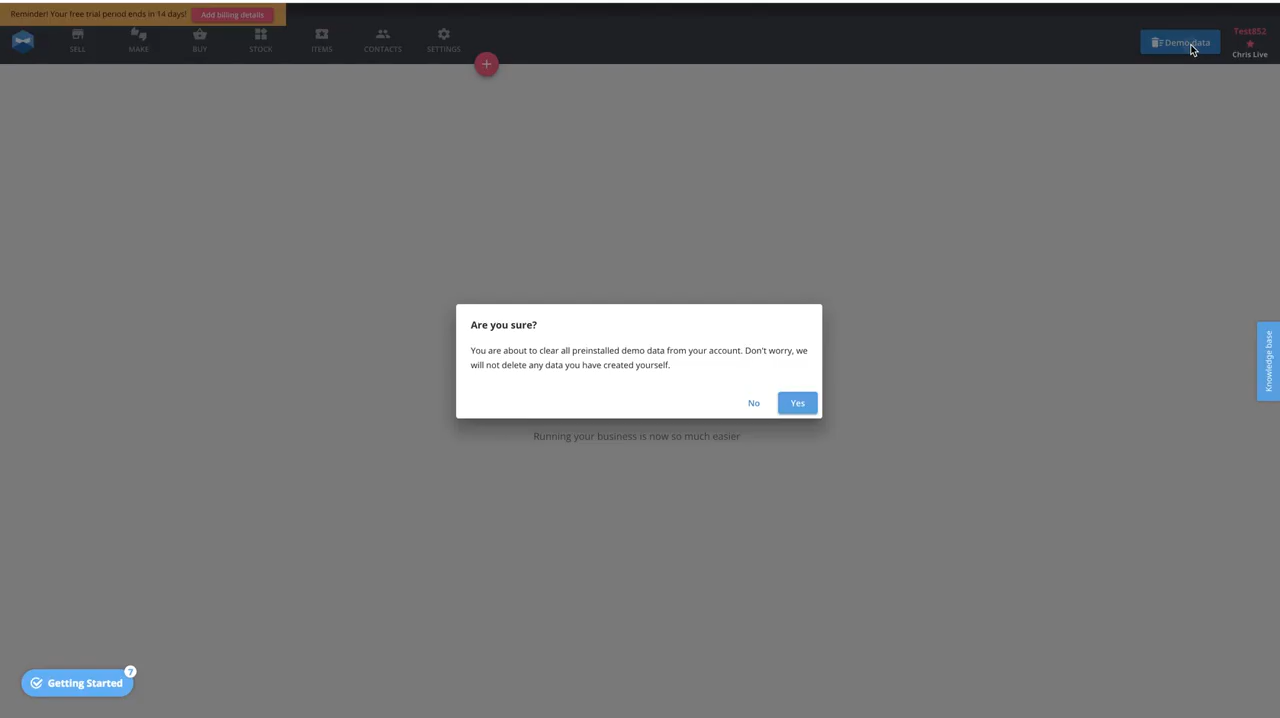 Reminder! Your free trial period ends in 14 days!
Add billing details
SELL
MAKE
BUY
STOCK
ITEMS
CONTACTS
SETTINGS
+
Demo data
Test852
Chris Live
Are you sure?
You are about to clear all preinstalled demo data from your account. Don't worry, we
will not delete any data you have created yourself.
No
Yes
Running your business is now so much easier
Knowledge base
Getting Started
7